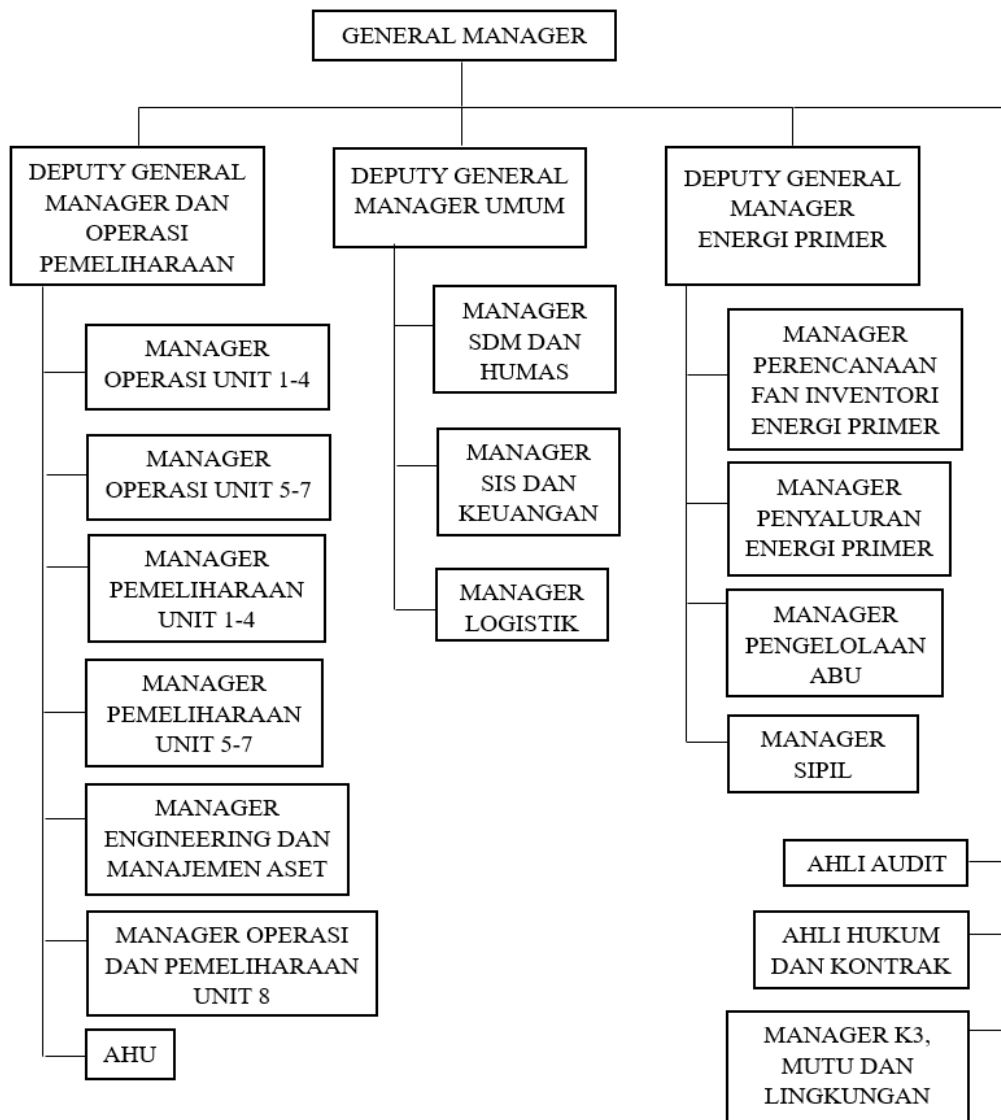 GENERAL MANAGER
DEPUTY GENERAL
MANAGER DAN
OPERASI
PEMELIHARAAN
MANAGER
OPERASI UNIT 1-4
MANAGER
OPERASI UNIT 5-7
MANAGER
PEMELIHARAAN
UNIT 1-4
MANAGER
PEMELIHARAAN
UNIT 5-7
MANAGER
ENGINEERING DAN
MANAJEMEN ASET
MANAGER OPERASI
DAN PEMELIHARAAN
UNIT 8
AHU
DEPUTY GENERAL
MANAGER UMUM
MANAGER
SDM DAN
HUMAS
MANAGER
SIS DAN
KEUANGAN
MANAGER
LOGISTIK
DEPUTY GENERAL
MANAGER
ENERGI PRIMER
MANAGER
PERENCANAAN
FAN INVENTORI
ENERGI PRIMER
MANAGER
PENYALURAN
ENERGI PRIMER
MANAGER
PENGELOLAAN
ABU
MANAGER
SIPIL
AHLI AUDIT
AHLI HUKUM
DAN KONTRAK
MANAGER K3,
MUTU DAN
LINGKUNGAN